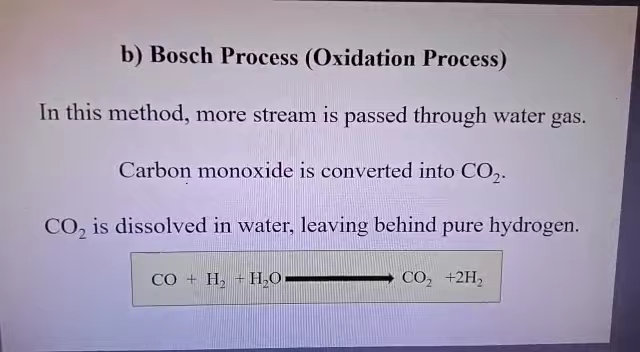 b) Bosch Process (Oxidation Process)
In this method, more stream is passed through water gas.
Carbon monoxide is converted into CO₂.
CO₂ is dissolved in water, leaving behind pure hydrogen.
CO + H₂ + H₂O ⟶ CO₂ +2H₂